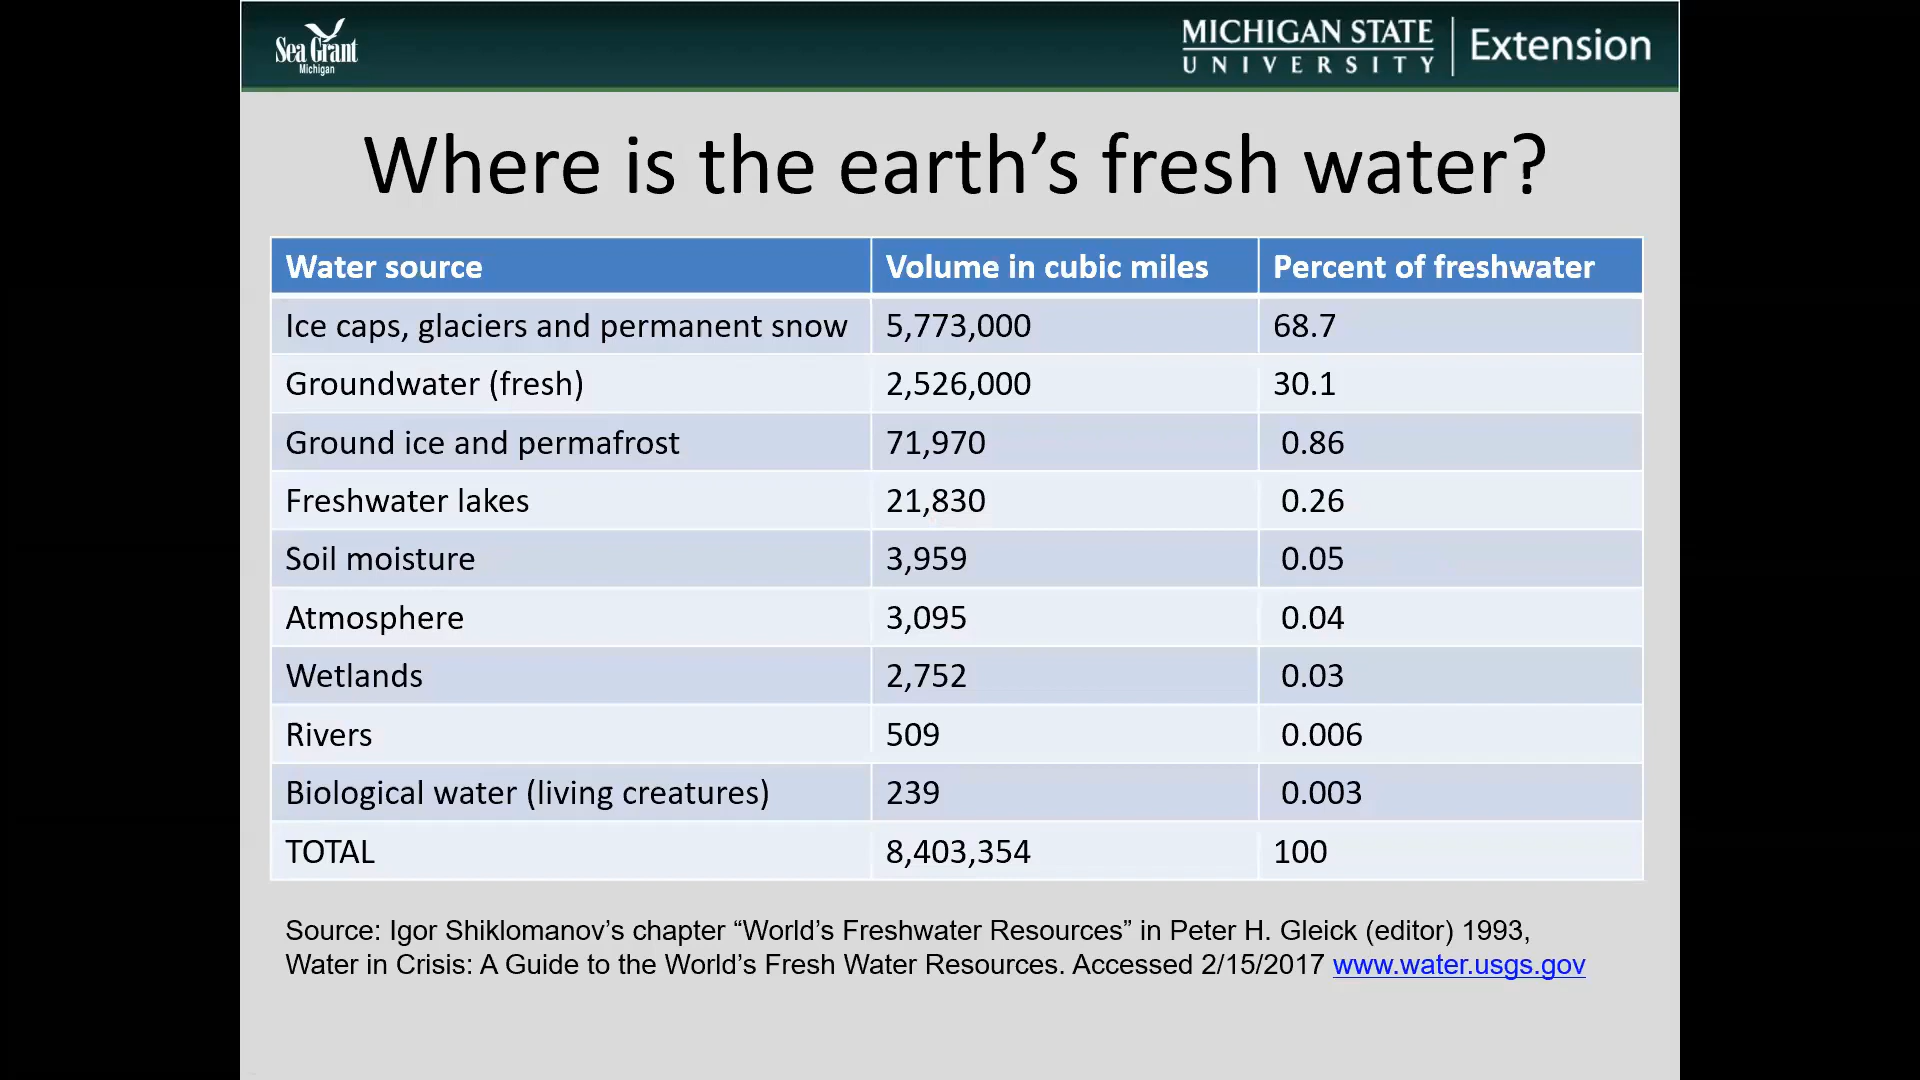 Sea Grant
Michigan
MICHIGAN STATE
UNIVERSITY
Extension
Where is the earth’s fresh water?
Water source Volume in cubic miles Percent of freshwater
Ice caps, glaciers and permanent snow 5,773,000 68.7
Groundwater (fresh) 2,526,000 30.1
Ground ice and permafrost 71,970 0.86
Freshwater lakes 21,830 0.26
Soil moisture 3,959 0.05
Atmosphere 3,095 0.04
Wetlands 2,752 0.03
Rivers 509 0.006
Biological water (living creatures) 239 0.003
TOTAL 8,403,354 100
Source: Igor Shiklomanov’s chapter “World’s Freshwater Resources” in Peter H. Gleick (editor) 1993,
Water in Crisis: A Guide to the World’s Fresh Water Resources. Accessed 2/15/2017 www.water.usgs.gov